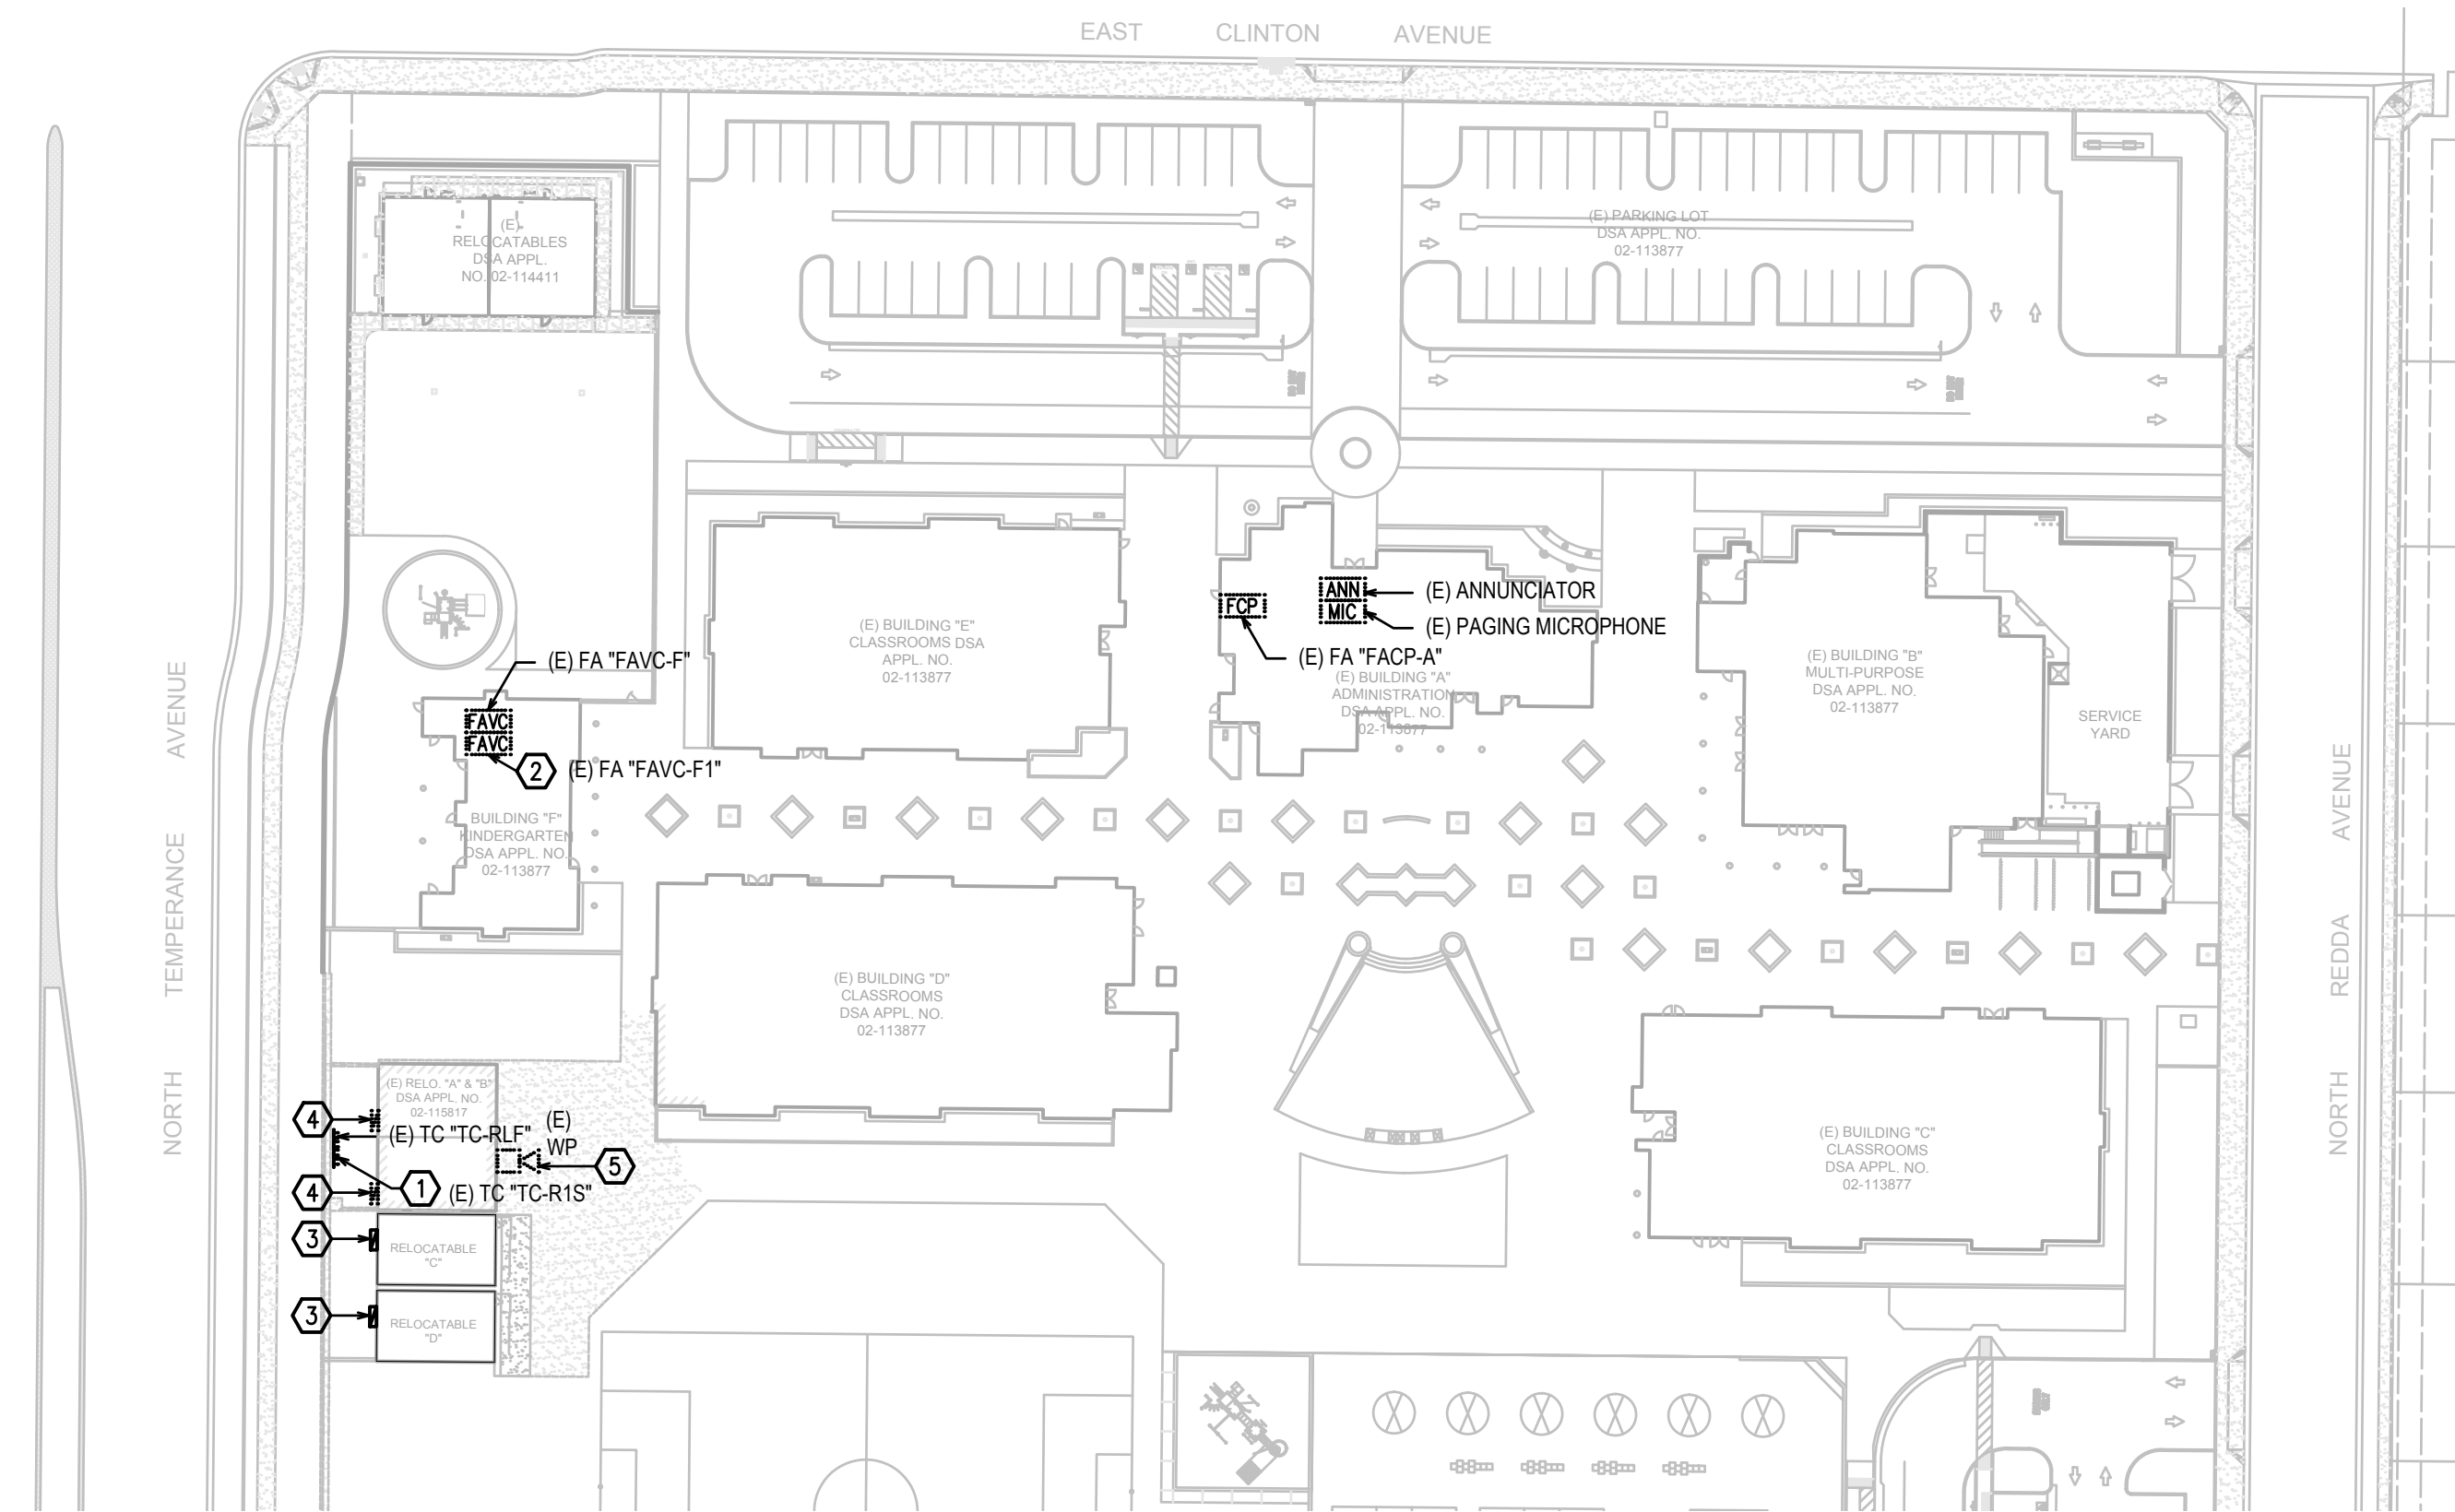 EAST CLINTON AVENUE
(E)
RELOCATABLES
DSA APPL.
NO. 02-114411
(E) PARKING LOT
DSA APPL. NO.
02-113877
(E) BUILDING "E"
CLASSROOMS DSA
APPL. NO.
02-113877
FCP
ANN
MIC
(E) ANNUNCIATOR
(E) PAGING MICROPHONE
(E) FA "FACP-A"
(E) BUILDING "A"
ADMINISTRATION
DSA APPL. NO.
02-113877
(E) BUILDING "B"
MULTI-PURPOSE
DSA APPL. NO.
02-113877
SERVICE
YARD
(E) FA "FAVC-F"
FAVC
FAVC
2
(E) FA "FAVC-F1"
BUILDING "F"
KINDERGARTEN
DSA APPL. NO.
02-113877
NORTH TEMPERANCE AVENUE
NORTH REDDA AVENUE
(E) BUILDING "D"
CLASSROOMS
DSA APPL. NO.
02-113877
(E) RELO. "A" & "B"
DSA APPL. NO.
02-115817
4
(E) TC "TC-RLF"
(E)
WP
5
4
1
(E) TC "TC-R1S"
3
RELOCATABLE
"C"
3
RELOCATABLE
"D"
(E) BUILDING "C"
CLASSROOMS
DSA APPL. NO.
02-113877